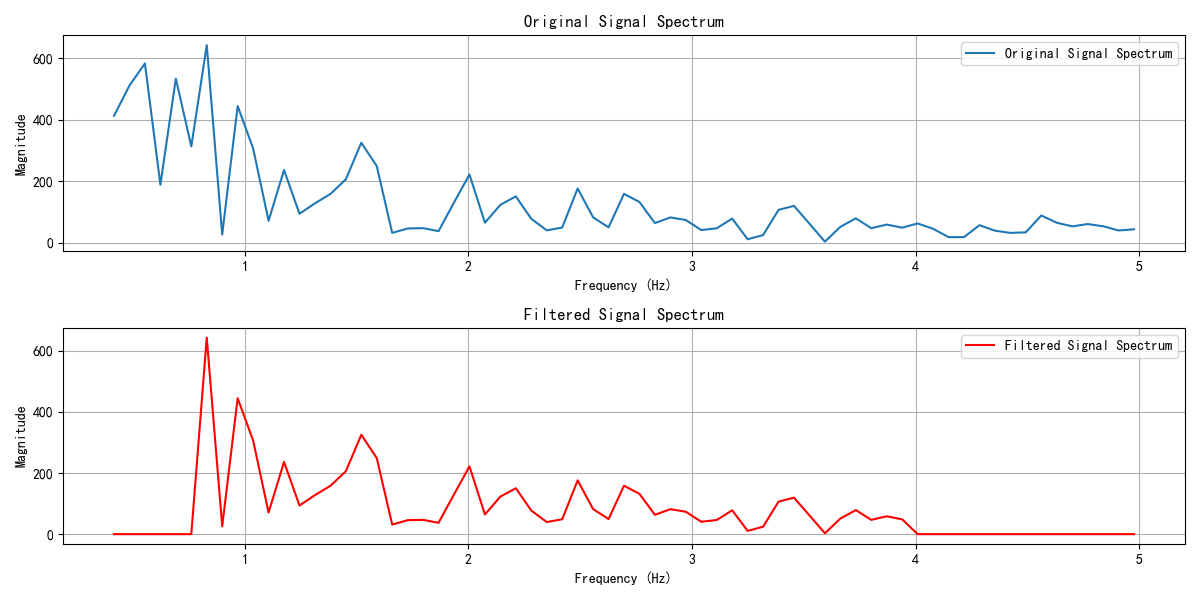 Original Signal Spectrum
Original Signal Spectrum
600
400
200
0
Magnitude
1 2 3 4 5
Frequency (Hz)
Filtered Signal Spectrum
Filtered Signal Spectrum
600
400
200
0
Magnitude
1 2 3 4 5
Frequency (Hz)